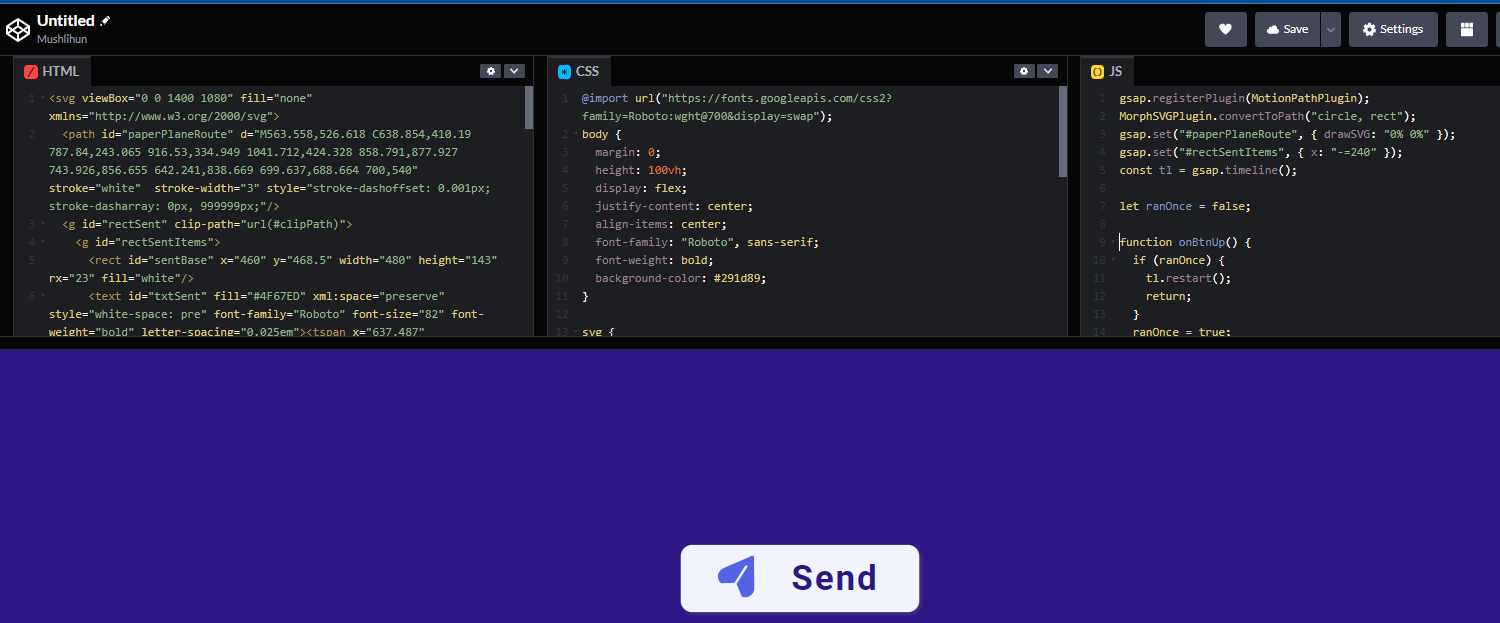 Untitled
Mushlihun
Save
Settings
HTML
1 <svg viewBox="0 0 1400 1080" fill="none"
xmlns="http://www.w3.org/2000/svg">
2 <path id="paperPlaneRoute" d="M563.558,526.618 C638.854,410.19
787.84,243.065 916.53,334.949 1041.712,424.328 858.791,877.927
743.926,856.655 642.241,838.669 699.637,688.664 700,540"
stroke="white"  stroke-width="3" style="stroke-dashoffset: 0.001px;
stroke-dasharray: 0px, 999999px;"/>
3 <g id="rectSent" clip-path="url(#clipPath)">
4 <g id="rectSentItems">
5 <rect id="sentBase" x="460" y="468.5" width="480" height="143"
rx="23" fill="white"/>
6 <text id="txtSent" fill="#4F67ED" xml:space="preserve"
style="white-space: pre" font-family="Roboto" font-size="82" font-
weight="bold" letter-spacing="0.025em"><tspan x="637.487"
CSS
1 @import url("https://fonts.googleapis.com/css2?
family=Roboto:wght@700&display=swap");
2 body {
3 margin: 0;
4 height: 100vh;
5 display: flex;
6 justify-content: center;
7 align-items: center;
8 font-family: "Roboto", sans-serif;
9 font-weight: bold;
10 background-color: #291d89;
11 }
12
13 svg {
JS
1 gsap.registerPlugin(MotionPathPlugin);
2 MorphSVGPlugin.convertToPath("circle, rect");
3 gsap.set("#paperPlaneRoute", { drawSVG: "0% 0%" });
4 gsap.set("#rectSentItems", { x: "-=240" });
5 const tl = gsap.timeline();
6
7 let ranOnce = false;
8
9 function onBtnUp() {
10 if (ranOnce) {
11 tl.restart();
12 return;
13 }
14 ranOnce = true;
Send